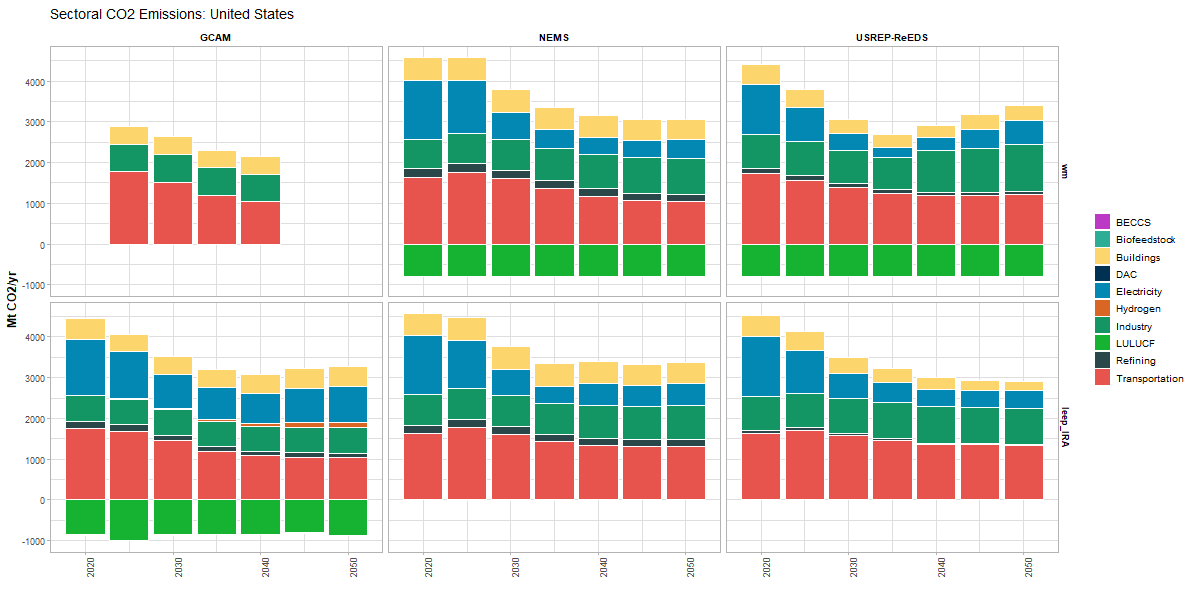 Sectoral CO2 Emissions: United States
GCAM NEMS USREP-ReEDS
Mt CO2/yr
4000
3000
2000
1000
0
-1000
wm
4000
3000
2000
1000
0
-1000
leep_IRA
2020 2030 2040 2050 2020 2030 2040 2050 2020 2030 2040 2050
BECCS
Biofeedstock
Buildings
DAC
Electricity
Hydrogen
Industry
LULUCF
Refining
Transportation